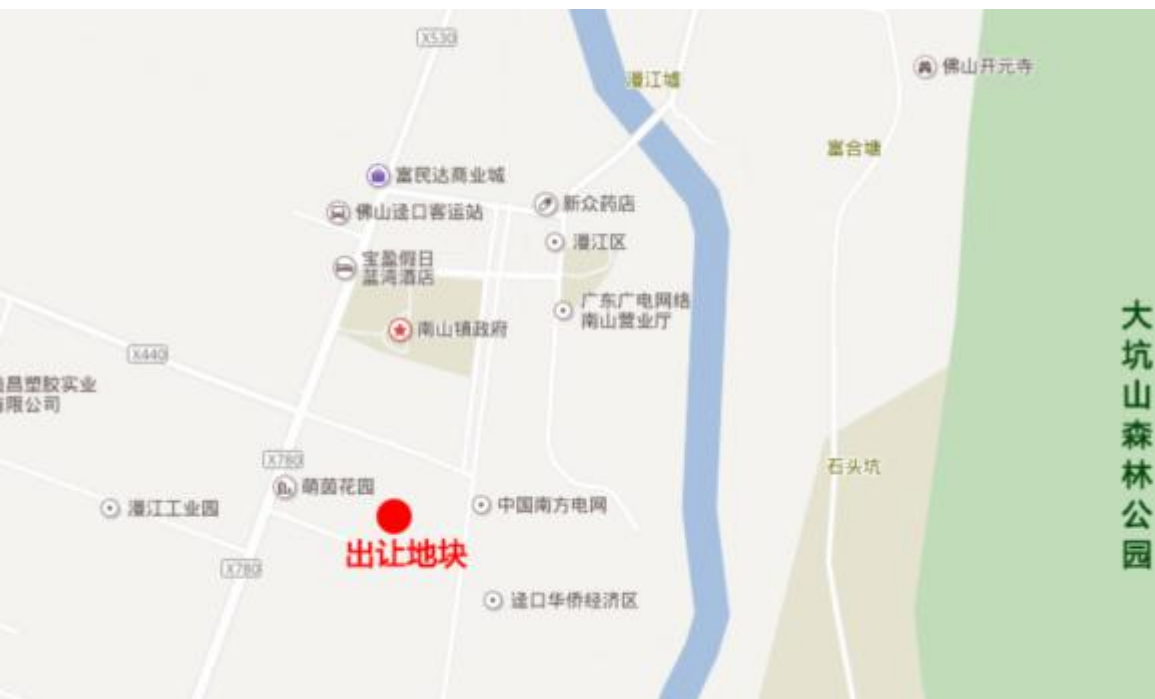 X530
漫江墟
佛山开元寺
富合塘
富民达商业城
佛山迳口客运站
新众药店
漫江区
宝盈假日
蓝湾酒店
广东广电网络
南山营业厅
南山镇政府
大坑山森林公园
X440
昌塑胶实业
有限公司
X780
萌茵花园
石头坑
漫江工业园
中国南方电网
出让地块
X780
迳口华侨经济区